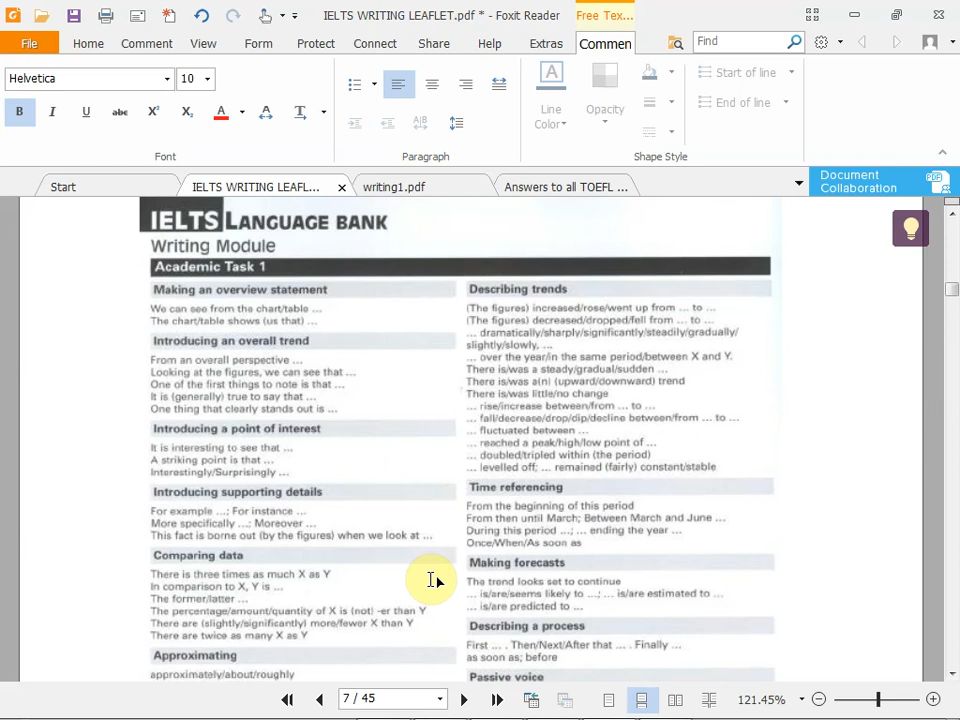 IELTS WRITING LEAFLET.pdf * - Foxit Reader
Free Tex...
File
Home
Comment
View
Form
Protect
Connect
Share
Help
Extras
Commen
Find
Helvetica
10
B I U abc X² X₂ A A T
Font
Paragraph
A
Line
Color
Opacity
Start of line
End of line
Shape Style
Start
IELTS WRITING LEAFL...
writing1.pdf
Answers to all TOEFL ...
Document
Collaboration
IELTS LANGUAGE BANK
Writing Module
Academic Task 1
Making an overview statement
We can see from the chart/table ...
The chart/table shows (us that) ...
Introducing an overall trend
From an overall perspective ...
Looking at the figures, we can see that ...
One of the first things to note is that ...
It is (generally) true to say that ...
One thing that clearly stands out is ...
Introducing a point of interest
It is interesting to see that ...
A striking point is that ...
Interestingly/Surprisingly ...
Introducing supporting details
For example ...; For instance ...
More specifically ...; Moreover ...
This fact is borne out (by the figures) when we look at ...
Comparing data
There is three times as much X as Y
In comparison to X, Y is ...
The former/latter ...
The percentage/amount/quantity of X is (not) -er than Y
There are (slightly/significantly) more/fewer X than Y
There are twice as many X as Y
Approximating
approximately/about/roughly
Describing trends
(The figures) increased/rose/went up from ... to ...
(The figures) decreased/dropped/fell from ... to ...
... dramatically/sharply/significantly/steadily/gradually/
slightly/slowly, ...
... over the year/in the same period/between X and Y.
There is/was a steady/gradual/sudden ...
There is/was a(n) (upward/downward) trend
There is/was little/no change
... rise/increase between/from ... to ...
... fall/decrease/drop/dip/decline between/from ... to ...
... fluctuated between ...
... reached a peak/high/low point of ...
... doubled/tripled within (the period)
... levelled off; ... remained (fairly) constant/stable
Time referencing
From the beginning of this period
From then until March; Between March and June ...
During this period ...; ... ending the year ...
Once/When/As soon as
Making forecasts
The trend looks set to continue
... is/are/seems likely to ...; ... is/are estimated to ...
... is/are predicted to ...
Describing a process
First ... . Then/Next/After that ... . Finally ...
as soon as; before
Passive voice
7 / 45
121.45%